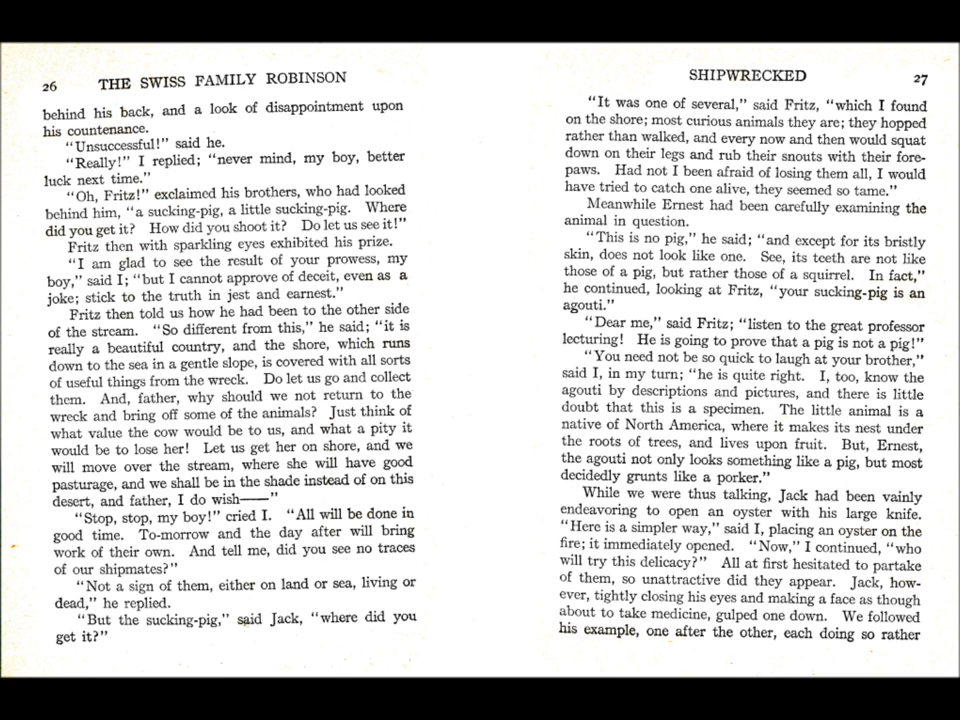 26 THE SWISS FAMILY ROBINSON
behind his back, and a look of disappointment upon
his countenance.
"Unsuccessful!" said he.
"Really!" I replied; "never mind, my boy, better
luck next time."
"Oh, Fritz!" exclaimed his brothers, who had looked
behind him, "a sucking-pig, a little sucking-pig. Where
did you get it? How did you shoot it? Do let us see it!"
Fritz then with sparkling eyes exhibited his prize.
"I am glad to see the result of your prowess, my
boy," said I; "but I cannot approve of deceit, even as a
joke; stick to the truth in jest and earnest."
Fritz then told us how he had been to the other side
of the stream. "So different from this," he said; "it is
really a beautiful country, and the shore, which runs
down to the sea in a gentle slope, is covered with all sorts
of useful things from the wreck. Do let us go and collect
them. And, father, why should we not return to the
wreck and bring off some of the animals? Just think of
what value the cow would be to us, and what a pity it
would be to lose her! Let us get her on shore, and we
will move over the stream, where she will have good
pasturage, and we shall be in the shade instead of on this
desert, and father, I do wish——"
"Stop, stop, my boy!" cried I. "All will be done in
good time. To-morrow and the day after will bring
work of their own. And tell me, did you see no traces
of our shipmates?"
"Not a sign of them, either on land or sea, living or
dead," he replied.
"But the sucking-pig," said Jack, "where did you
get it?"
SHIPWRECKED 27
"It was one of several," said Fritz, "which I found
on the shore; most curious animals they are; they hopped
rather than walked, and every now and then would squat
down on their legs and rub their snouts with their fore-
paws. Had not I been afraid of losing them all, I would
have tried to catch one alive, they seemed so tame."
Meanwhile Ernest had been carefully examining the
animal in question.
"This is no pig," he said; "and except for its bristly
skin, does not look like one. See, its teeth are not like
those of a pig, but rather those of a squirrel. In fact,"
he continued, looking at Fritz, "your sucking-pig is an
agouti."
"Dear me," said Fritz; "listen to the great professor
lecturing! He is going to prove that a pig is not a pig!"
"You need not be so quick to laugh at your brother,"
said I, in my turn; "he is quite right. I, too, know the
agouti by descriptions and pictures, and there is little
doubt that this is a specimen. The little animal is a
native of North America, where it makes its nest under
the roots of trees, and lives upon fruit. But, Ernest,
the agouti not only looks something like a pig, but most
decidedly grunts like a porker."
While we were thus talking, Jack had been vainly
endeavoring to open an oyster with his large knife.
"Here is a simpler way," said I, placing an oyster on the
fire; it immediately opened. "Now," I continued, "who
will try this delicacy?" All at first hesitated to partake
of them, so unattractive did they appear. Jack, how-
ever, tightly closing his eyes and making a face as though
about to take medicine, gulped one down. We followed
his example, one after the other, each doing so rather